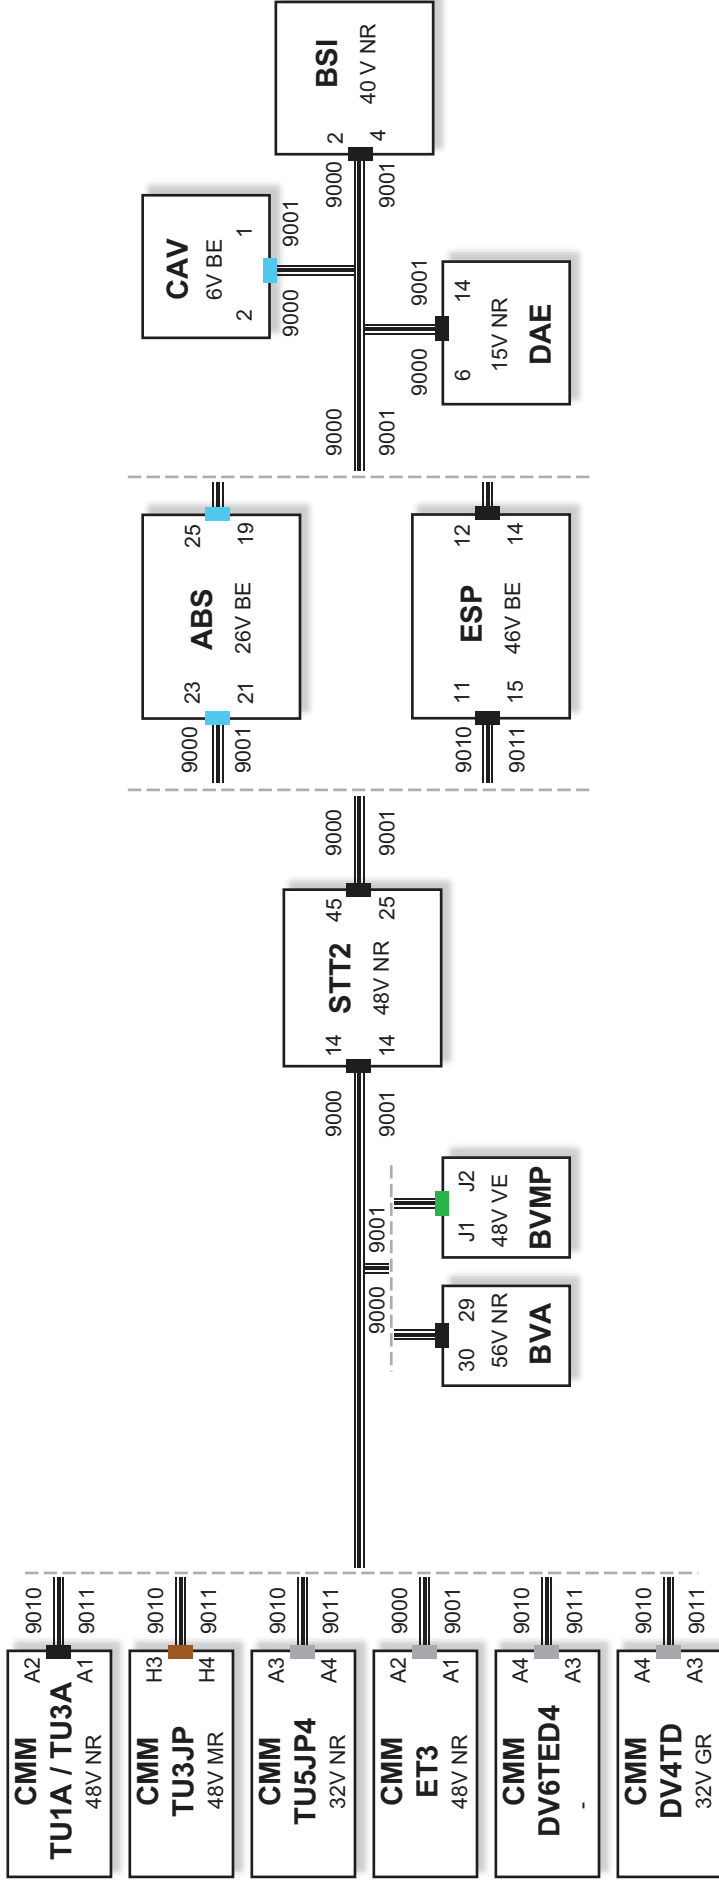 BSI
40 V NR
2
4
9000
9001
CAV
6V BE
2
1
9000
9001
9000
9001
6
14
15V NR
DAE
9000
9001
25
19
ABS
26V BE
23
21
9000
9001
12
14
ESP
46V BE
11
15
9010
9011
9000
9001
45
25
STT2
48V NR
14
14
9000
9001
9000
9001
J1
J2
48V VE
BVMP
30
29
56V NR
BVA
9010
9011
A2
A1
CMM
TU1A / TU3A
48V NR
9010
9011
H3
H4
CMM
TU3JP
48V MR
9010
9011
A3
A4
CMM
TU5JP4
32V NR
9000
9001
A2
A1
CMM
ET3
48V NR
9010
9011
A4
A3
CMM
DV6TED4
-
9010
9011
A4
A3
CMM
DV4TD
32V GR